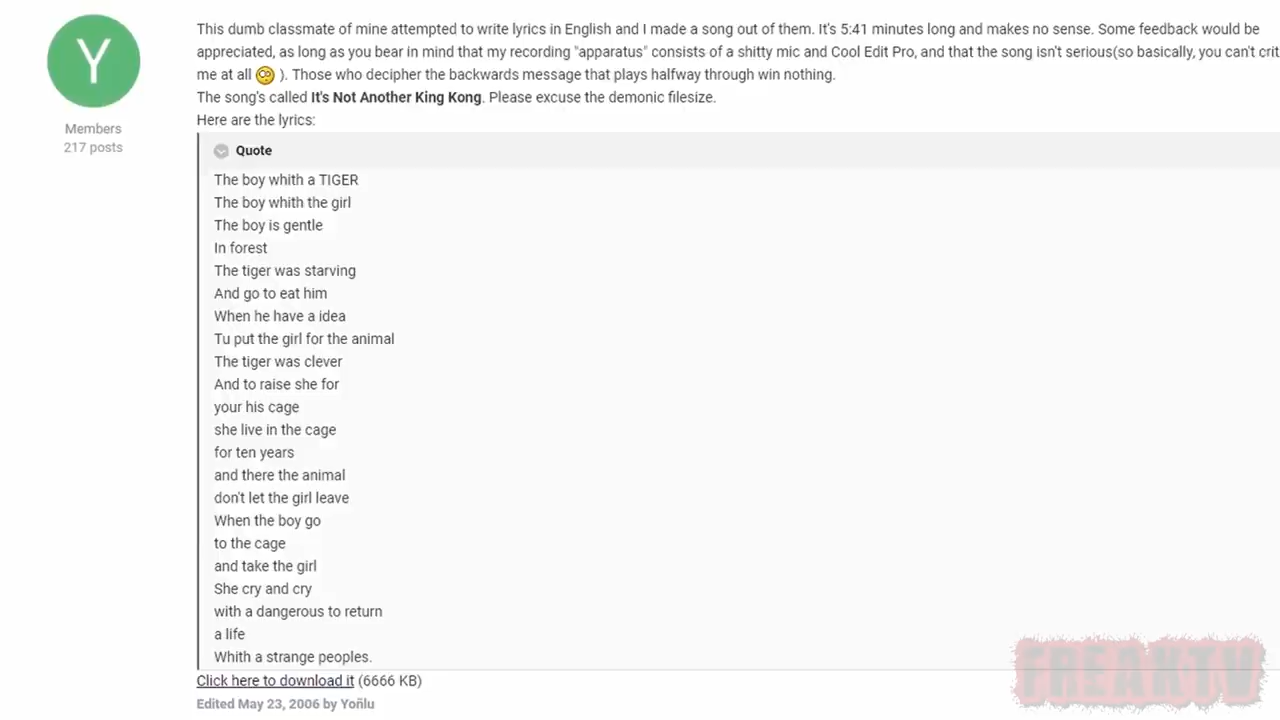 Y
Members
217 posts
This dumb classmate of mine attempted to write lyrics in English and I made a song out of them. It's 5:41 minutes long and makes no sense. Some feedback would be
appreciated, as long as you bear in mind that my recording "apparatus" consists of a shitty mic and Cool Edit Pro, and that the song isn't serious(so basically, you can't crit
me at all ). Those who decipher the backwards message that plays halfway through win nothing.
The song's called It's Not Another King Kong. Please excuse the demonic filesize.
Here are the lyrics:
Quote
The boy whith a TIGER
The boy whith the girl
The boy is gentle
In forest
The tiger was starving
And go to eat him
When he have a idea
Tu put the girl for the animal
The tiger was clever
And to raise she for
your his cage
she live in the cage
for ten years
and there the animal
don't let the girl leave
When the boy go
to the cage
and take the girl
She cry and cry
with a dangerous to return
a life
Whith a strange peoples.
Click here to download it (6666 KB)
Edited May 23, 2006 by Yoñlu
FREAKTV